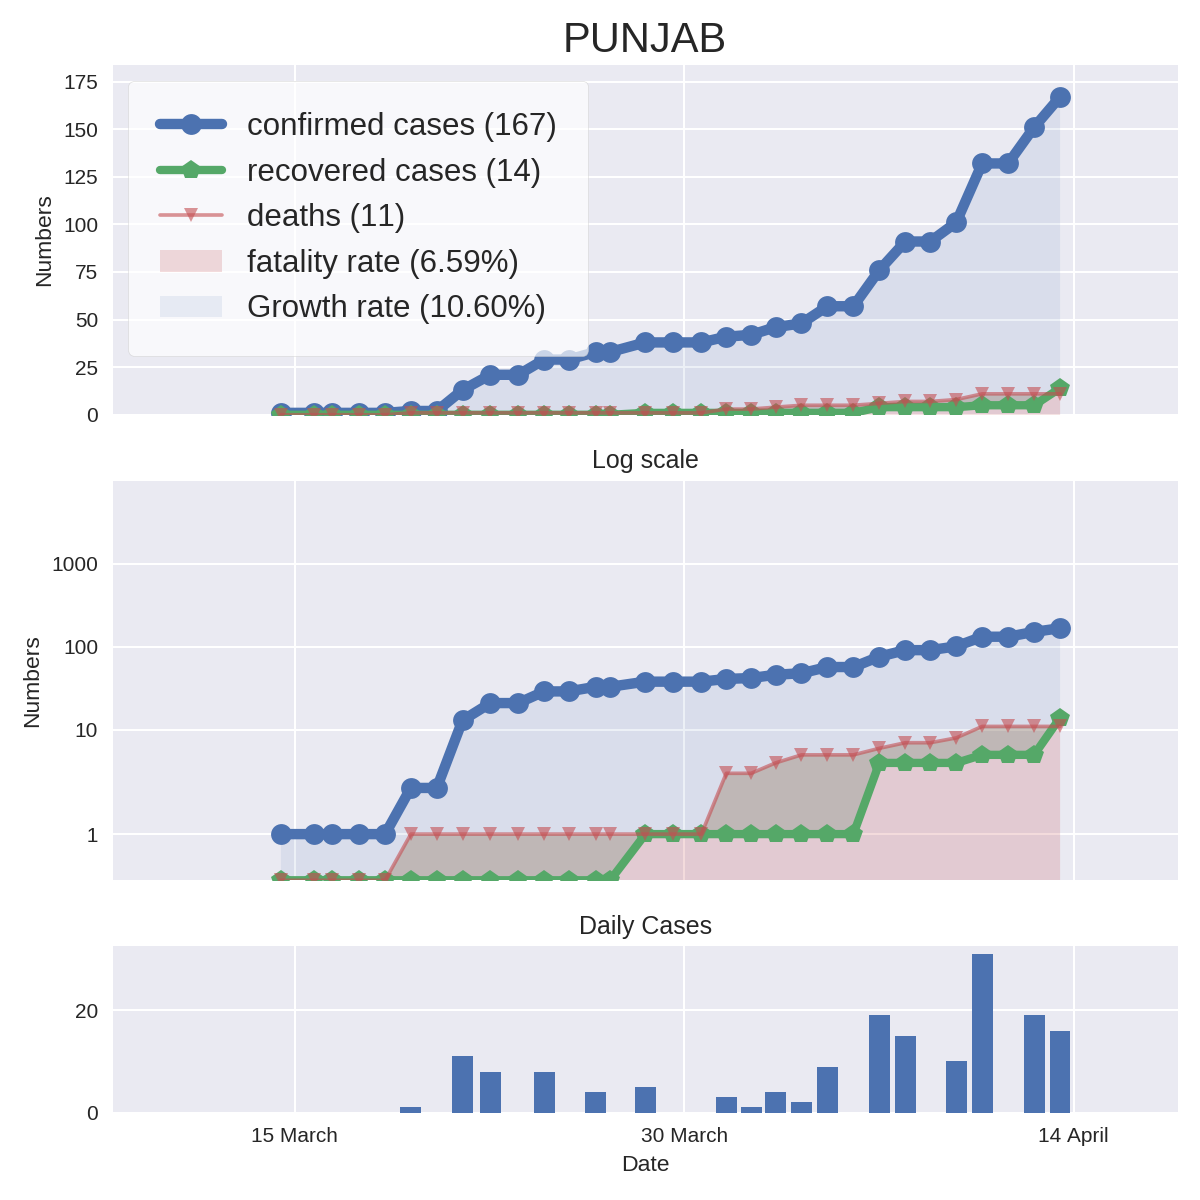 PUNJAB
175
150
125
100
75
50
25
0
Numbers
confirmed cases (167)
recovered cases (14)
deaths (11)
fatality rate (6.59%)
Growth rate (10.60%)
Log scale
1000
100
10
1
Numbers
Daily Cases
20
0
15 March
30 March
14 April
Date